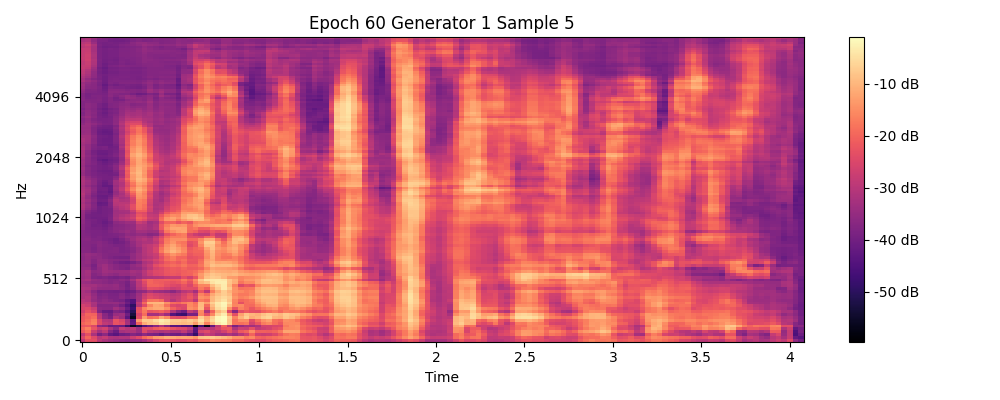 Epoch 60 Generator 1 Sample 5
Hz
4096
2048
1024
512
0
0 0.5 1 1.5 2 2.5 3 3.5 4
Time
-10 dB
-20 dB
-30 dB
-40 dB
-50 dB